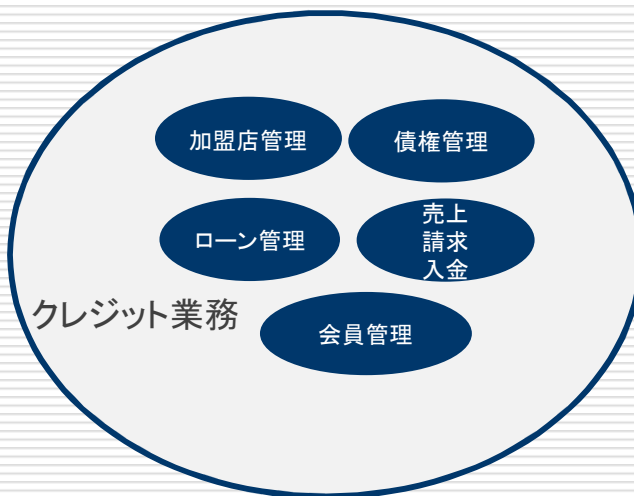 加盟店管理
債権管理
ローン管理
売上
請求
入金
クレジット業務
会員管理